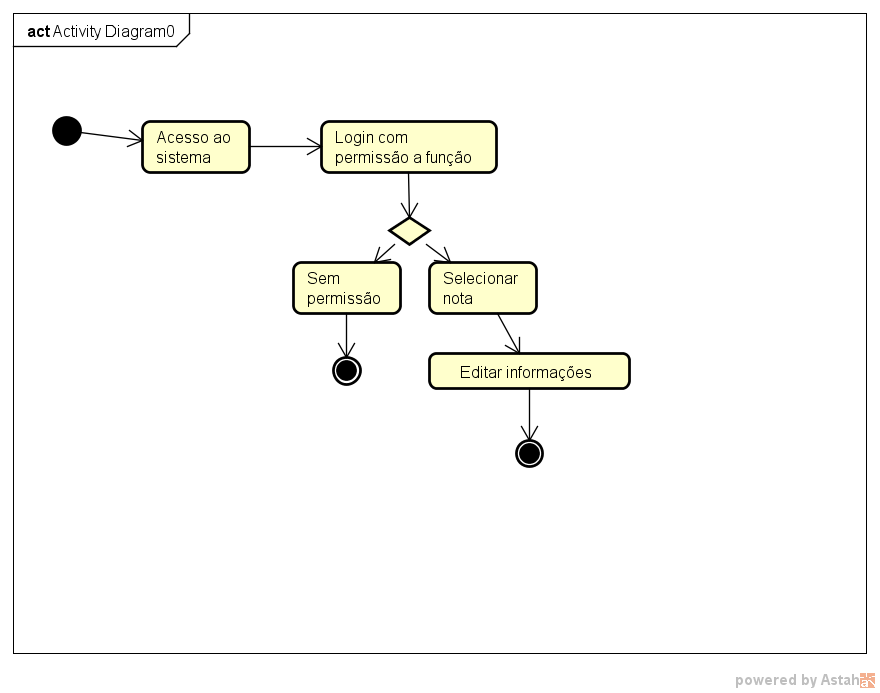 act Activity Diagram0
Acesso ao
sistema
Login com
permissão a função
Sem
permissão
Selecionar
nota
Editar informações
powered by Astah